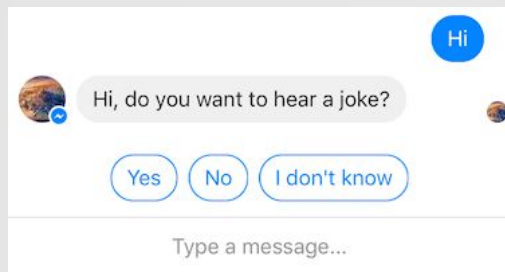 Hi
Hi, do you want to hear a joke?
Yes No I don't know
Type a message...